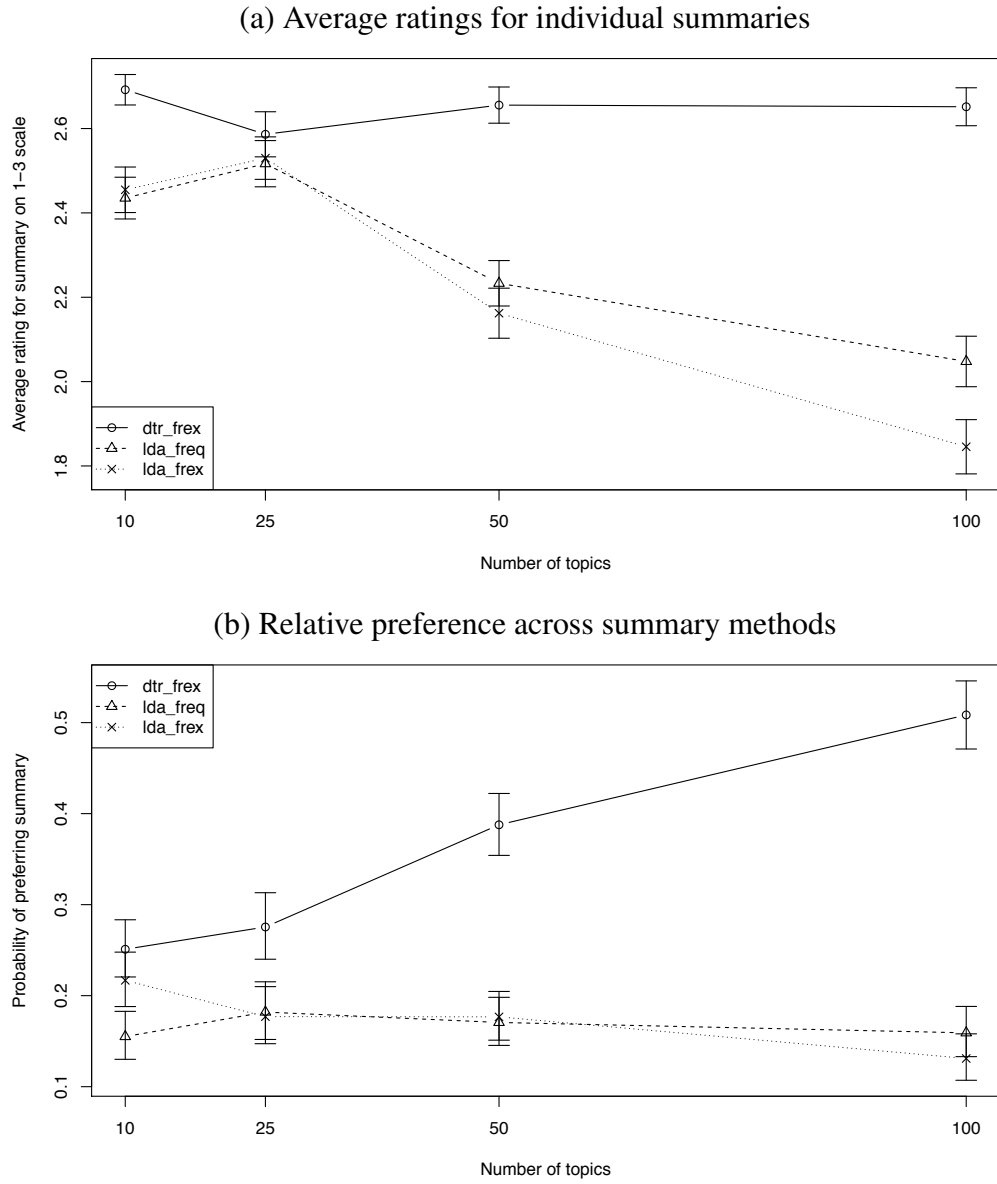 (a) Average ratings for individual summaries
Average rating for summary on 1−3 scale
2.6
2.4
2.2
2.0
1.8
dtr_frex
lda_freq
lda_frex
10
25
50
100
Number of topics
(b) Relative preference across summary methods
Probability of preferring summary
dtr_frex
lda_freq
lda_frex
0.5
0.4
0.3
0.2
0.1
10
25
50
100
Number of topics